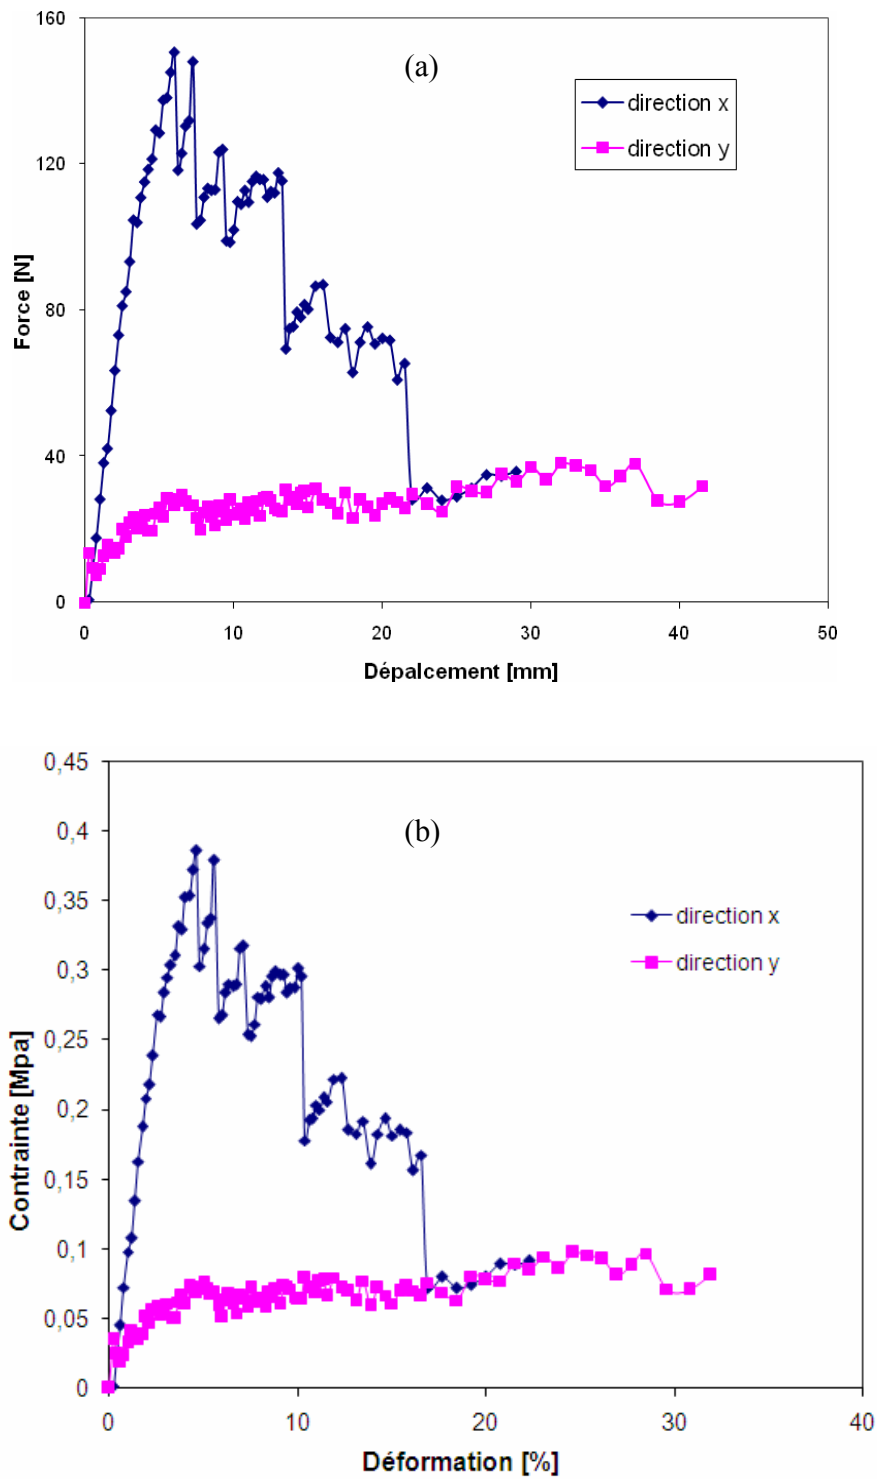 160
(a)
direction x
direction y
120
80
40
0
Force [N]
0 10 20 30 40 50
Dépalcement [mm]
0,45
0,4
(b)
0,35
direction x
direction y
0,3
0,25
0,2
0,15
0,1
0,05
0
Contrainte [Mpa]
0 10 20 30 40
Déformation [%]